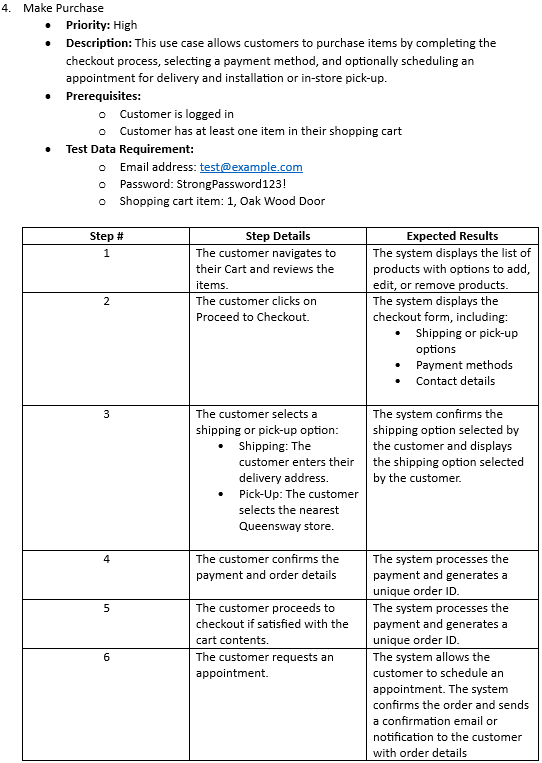 4. Make Purchase
• Priority: High
• Description: This use case allows customers to purchase items by completing the
checkout process, selecting a payment method, and optionally scheduling an
appointment for delivery and installation or in-store pick-up.
• Prerequisites:
o Customer is logged in
o Customer has at least one item in their shopping cart
• Test Data Requirement:
o Email address: test@example.com
o Password: StrongPassword123!
o Shopping cart item: 1, Oak Wood Door
Step #
Step Details
Expected Results
1
The customer navigates to
their Cart and reviews the
items.
The system displays the list of
products with options to add,
edit, or remove products.
2
The customer clicks on
Proceed to Checkout.
The system displays the
checkout form, including:
• Shipping or pick-up
options
• Payment methods
• Contact details
3
The customer selects a
shipping or pick-up option:
• Shipping: The
customer enters their
delivery address.
• Pick-Up: The customer
selects the nearest
Queensway store.
The system confirms the
shipping option selected by
the customer and displays
the shipping option selected
by the customer.
4
The customer confirms the
payment and order details
The system processes the
payment and generates a
unique order ID.
5
The customer proceeds to
checkout if satisfied with the
cart contents.
The system processes the
payment and generates a
unique order ID.
6
The customer requests an
appointment.
The system allows the
customer to schedule an
appointment. The system
confirms the order and sends
a confirmation email or
notification to the customer
with order details